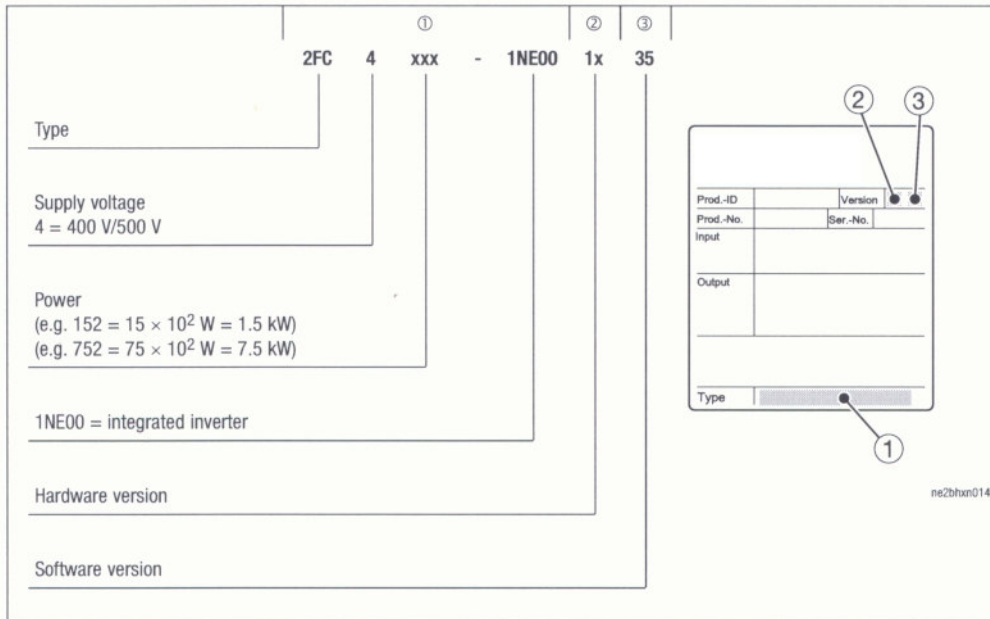 ① ② ③
2FC 4 xxx - 1NE00 1x 35
Type
Supply voltage
4 = 400 V/500 V
Power
(e.g. 152 = 15 × 10² W = 1.5 kW)
(e.g. 752 = 75 × 10² W = 7.5 kW)
1NE00 = integrated inverter
Hardware version
Software version
② ③
Prod.-ID Version
Prod.-No. Ser.-No.
Input
Output
Type
①
ne2bhxn014